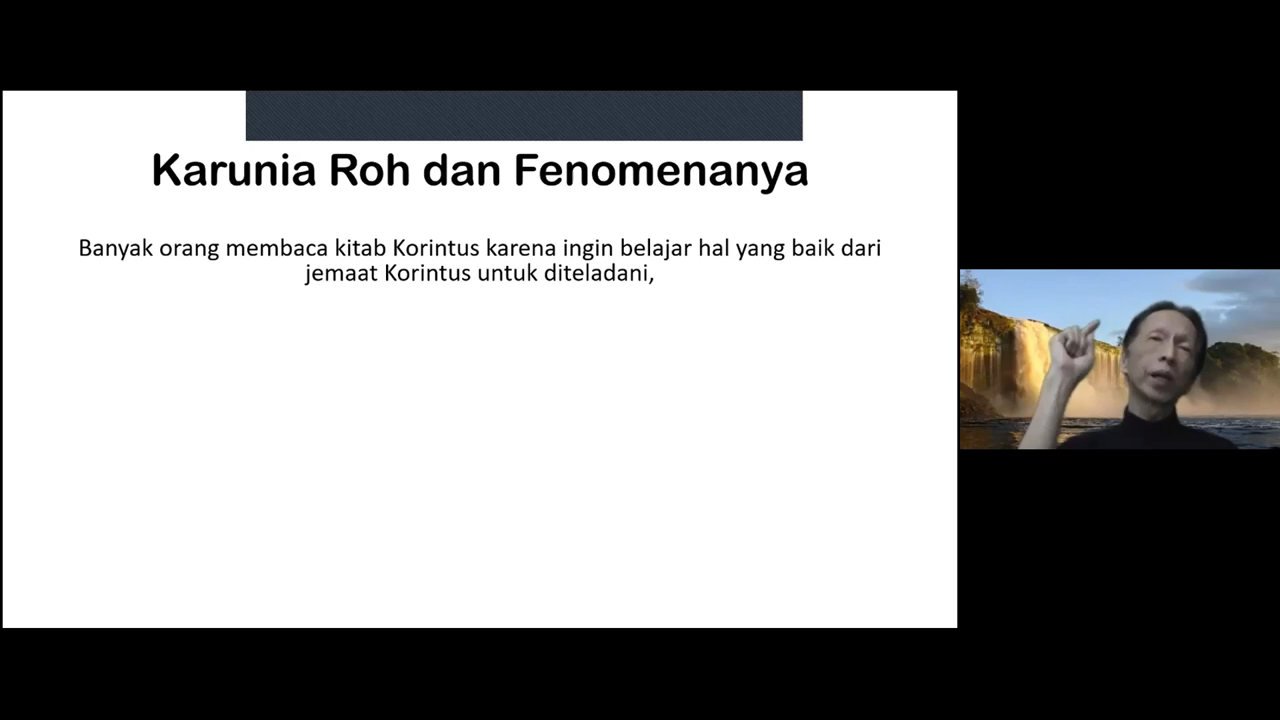 Karunia Roh dan Fenomenanya
Banyak orang membaca kitab Korintus karena ingin belajar hal yang baik dari
jemaat Korintus untuk diteladani,